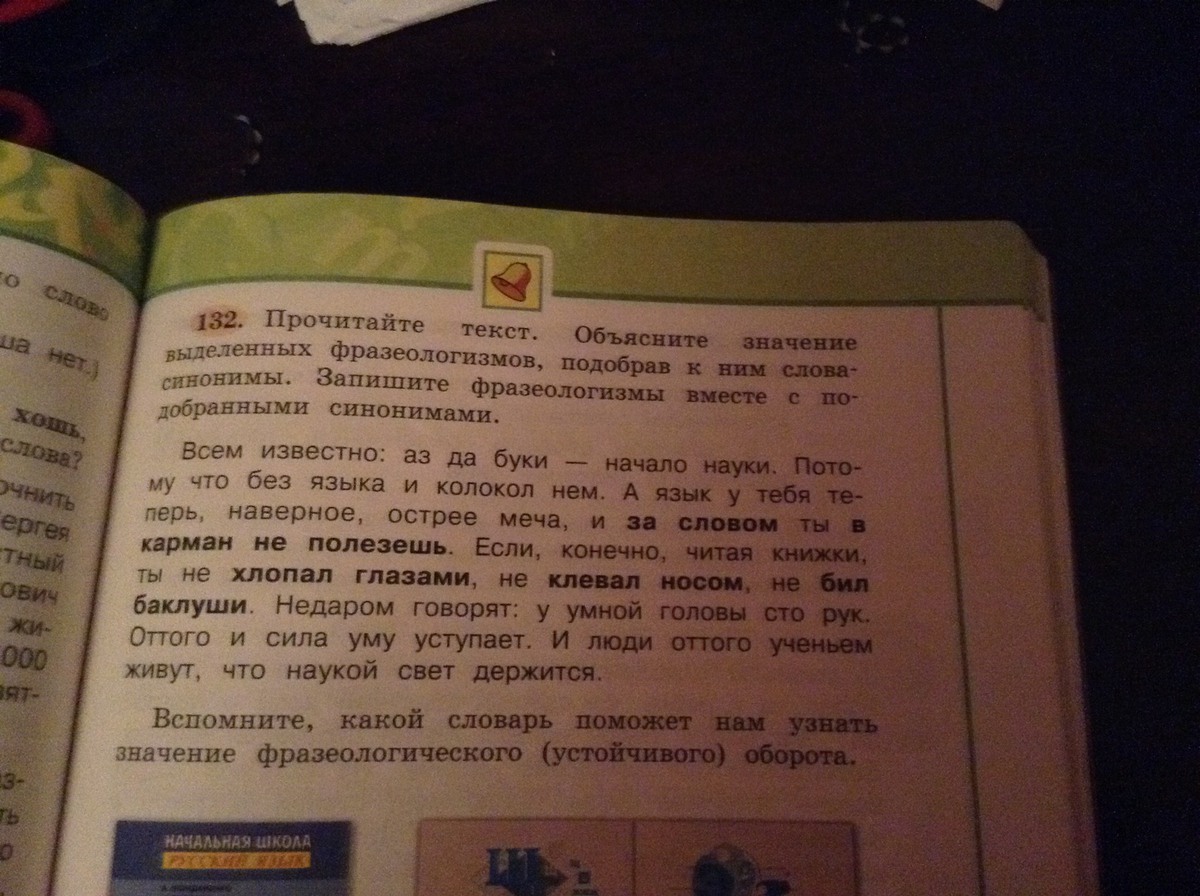 о слово
ша нет.)
хошь,
слова?
очнить
ергея
стный
ович
жи-
000
вят-
аз-
ть
о
132. Прочитайте текст. Объясните значение
выделенных фразеологизмов, подобрав к ним слова-
синонимы. Запишите фразеологизмы вместе с по-
добранными синонимами.
Всем известно: аз да буки — начало науки. Пото-
му что без языка и колокол нем. А язык у тебя те-
перь, наверное, острее меча, и за словом ты в
карман не полезешь. Если, конечно, читая книжки,
ты не хлопал глазами, не клевал носом, не бил
баклуши. Недаром говорят: у умной головы сто рук.
Оттого и сила уму уступает. И люди оттого ученьем
живут, что наукой свет держится.
Вспомните, какой словарь поможет нам узнать
значение фразеологического (устойчивого) оборота.
НАЧАЛЬНАЯ ШКОЛА
РУССКИЙ ЯЗЫК